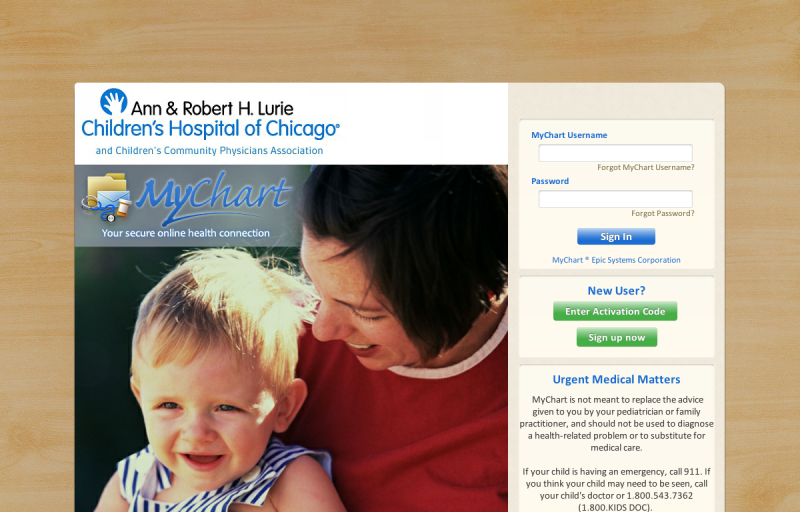 Ann & Robert H. Lurie
Children's Hospital of Chicago®
and Children's Community Physicians Association
MyChart
Your secure online health connection
MyChart Username
Forgot MyChart Username?
Password
Forgot Password?
Sign In
MyChart ® Epic Systems Corporation
New User?
Enter Activation Code
Sign up now
Urgent Medical Matters
MyChart is not meant to replace the advice
given to you by your pediatrician or family
practitioner, and should not be used to diagnose
a health-related problem or to substitute for
medical care.
If your child is having an emergency, call 911. If
you think your child may need to be seen, call
your child's doctor or 1.800.543.7362
(1.800.KIDS DOC).